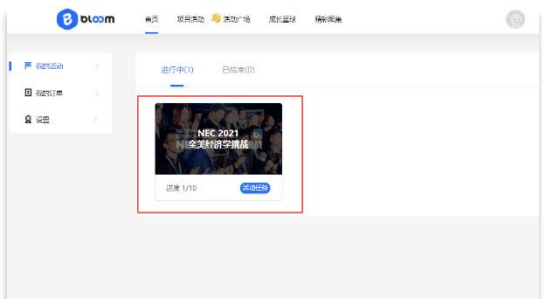 bloom
首页 项目活动 活动广场 成长星球 精彩图集
我的活动
我的订单
设置
进行中(1) 已结束(0)
NEC 2021
全美经济学挑战
进度 1/10 活动任务